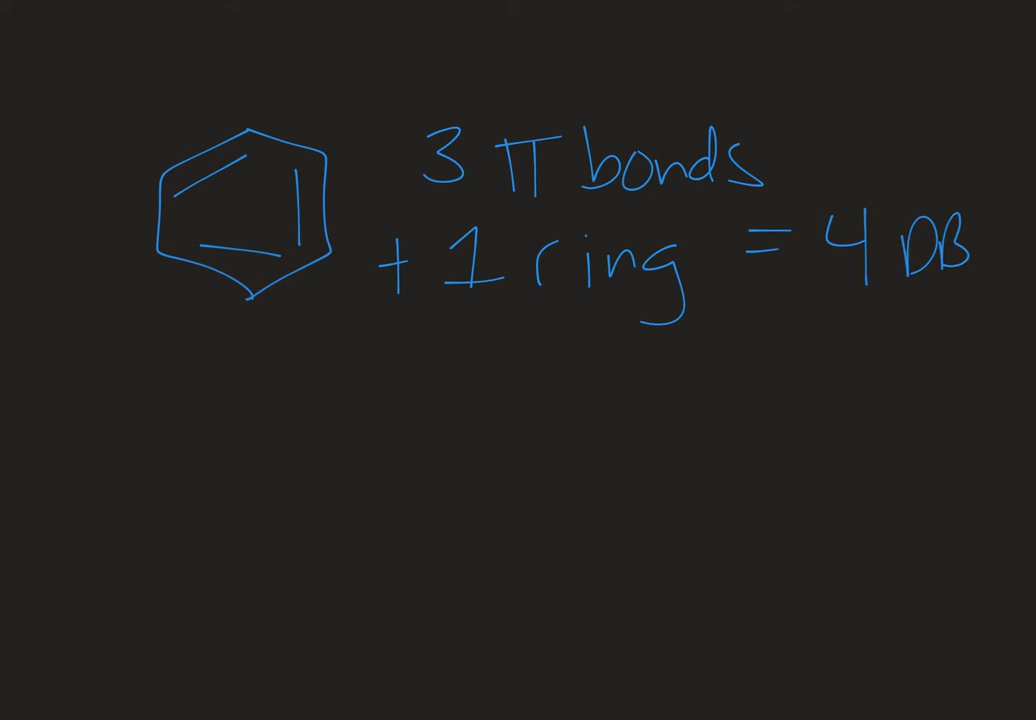 3 π bonds
+ 1 ring = 4 DB